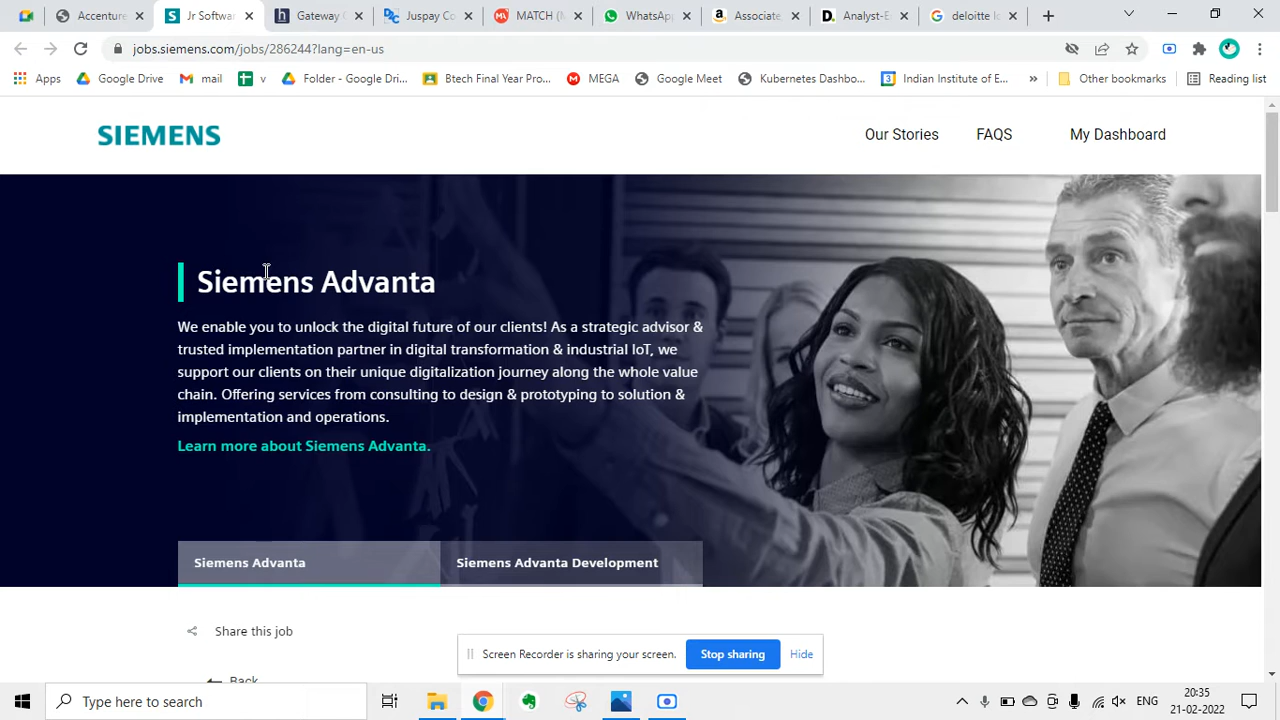 Accenture
Jr Softwar
Gateway C
Juspay Co
MATCH (M
WhatsApp
Associate
Analyst-E
deloitte lo
jobs.siemens.com/jobs/286244?lang=en-us
Apps
Google Drive
mail
v
Folder - Google Dri...
Btech Final Year Pro...
MEGA
Google Meet
Kubernetes Dashbo...
Indian Institute of E...
»
Other bookmarks
Reading list
SIEMENS
Our Stories
FAQS
My Dashboard
Siemens Advanta
We enable you to unlock the digital future of our clients! As a strategic advisor &
trusted implementation partner in digital transformation & industrial IoT, we
support our clients on their unique digitalization journey along the whole value
chain. Offering services from consulting to design & prototyping to solution &
implementation and operations.
Learn more about Siemens Advanta.
Siemens Advanta
Siemens Advanta Development
Share this job
Back
Screen Recorder is sharing your screen.
Stop sharing
Hide
Type here to search
ENG
20:35
21-02-2022